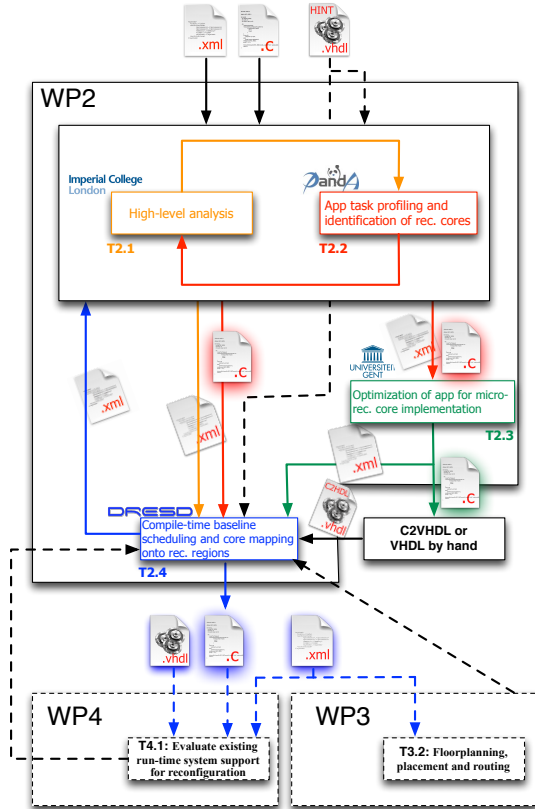 HINT
.xml
.C
.vhdl
WP2
Imperial College
London
PandA
High-level analysis
App task profiling and
identification of rec. cores
T2.1
T2.2
.C
.xml
.C
.xml
.xml
UNIVERSITEIT
GENT
Optimization of app for micro-
rec. core implementation
T2.3
.xml
C2HDL
.vhdl
.C
DRESD
Compile-time baseline
scheduling and core mapping
onto rec. regions
C2VHDL or
VHDL by hand
T2.4
.vhdl
.C
.xml
WP4
WP3
T4.1: Evaluate existing
run-time system support
for reconfiguration
T3.2: Floorplanning,
placement and routing